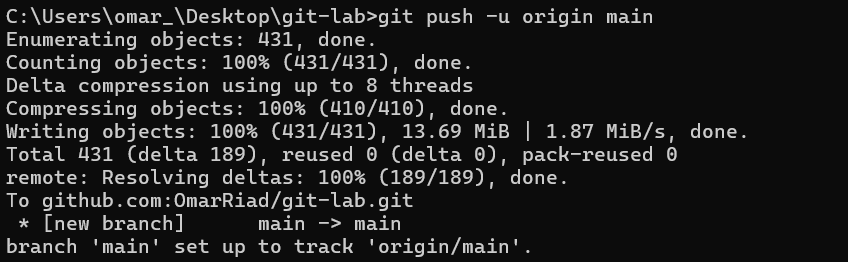 C:\Users\omar_\Desktop\git-lab>git push -u origin main
Enumerating objects: 431, done.
Counting objects: 100% (431/431), done.
Delta compression using up to 8 threads
Compressing objects: 100% (410/410), done.
Writing objects: 100% (431/431), 13.69 MiB | 1.87 MiB/s, done.
Total 431 (delta 189), reused 0 (delta 0), pack-reused 0
remote: Resolving deltas: 100% (189/189), done.
To github.com:OmarRiad/git-lab.git
 * [new branch]      main -> main
branch 'main' set up to track 'origin/main'.